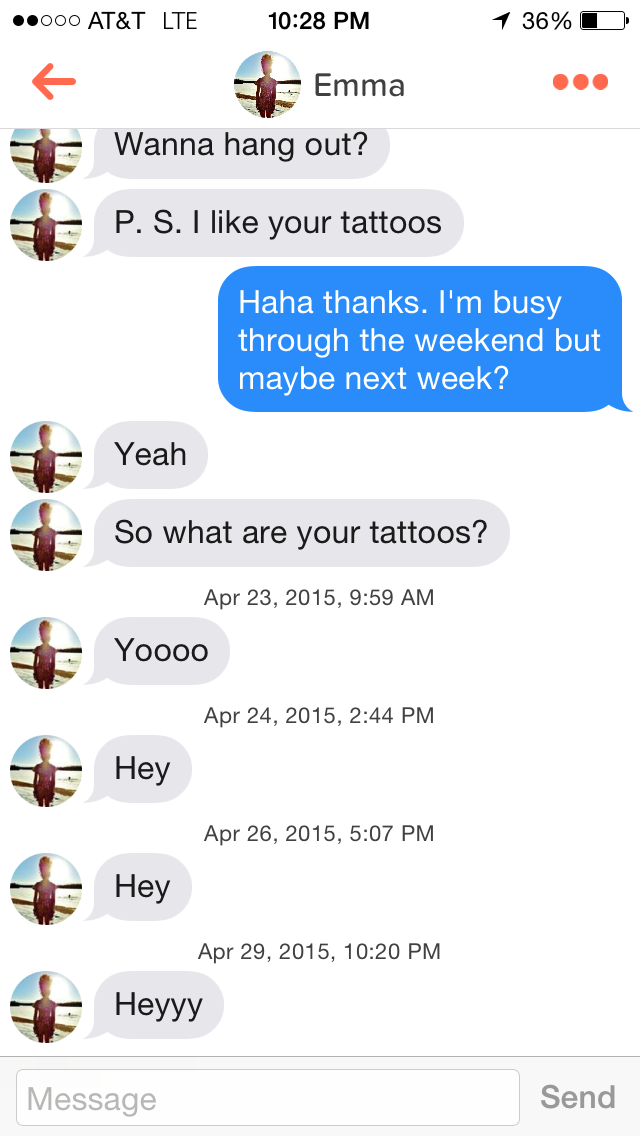 AT&T LTE 10:28 PM 36%
Emma
Wanna hang out?
P. S. I like your tattoos
Haha thanks. I'm busy
through the weekend but
maybe next week?
Yeah
So what are your tattoos?
Apr 23, 2015, 9:59 AM
Yoooo
Apr 24, 2015, 2:44 PM
Hey
Apr 26, 2015, 5:07 PM
Hey
Apr 29, 2015, 10:20 PM
Heyyy
Message Send